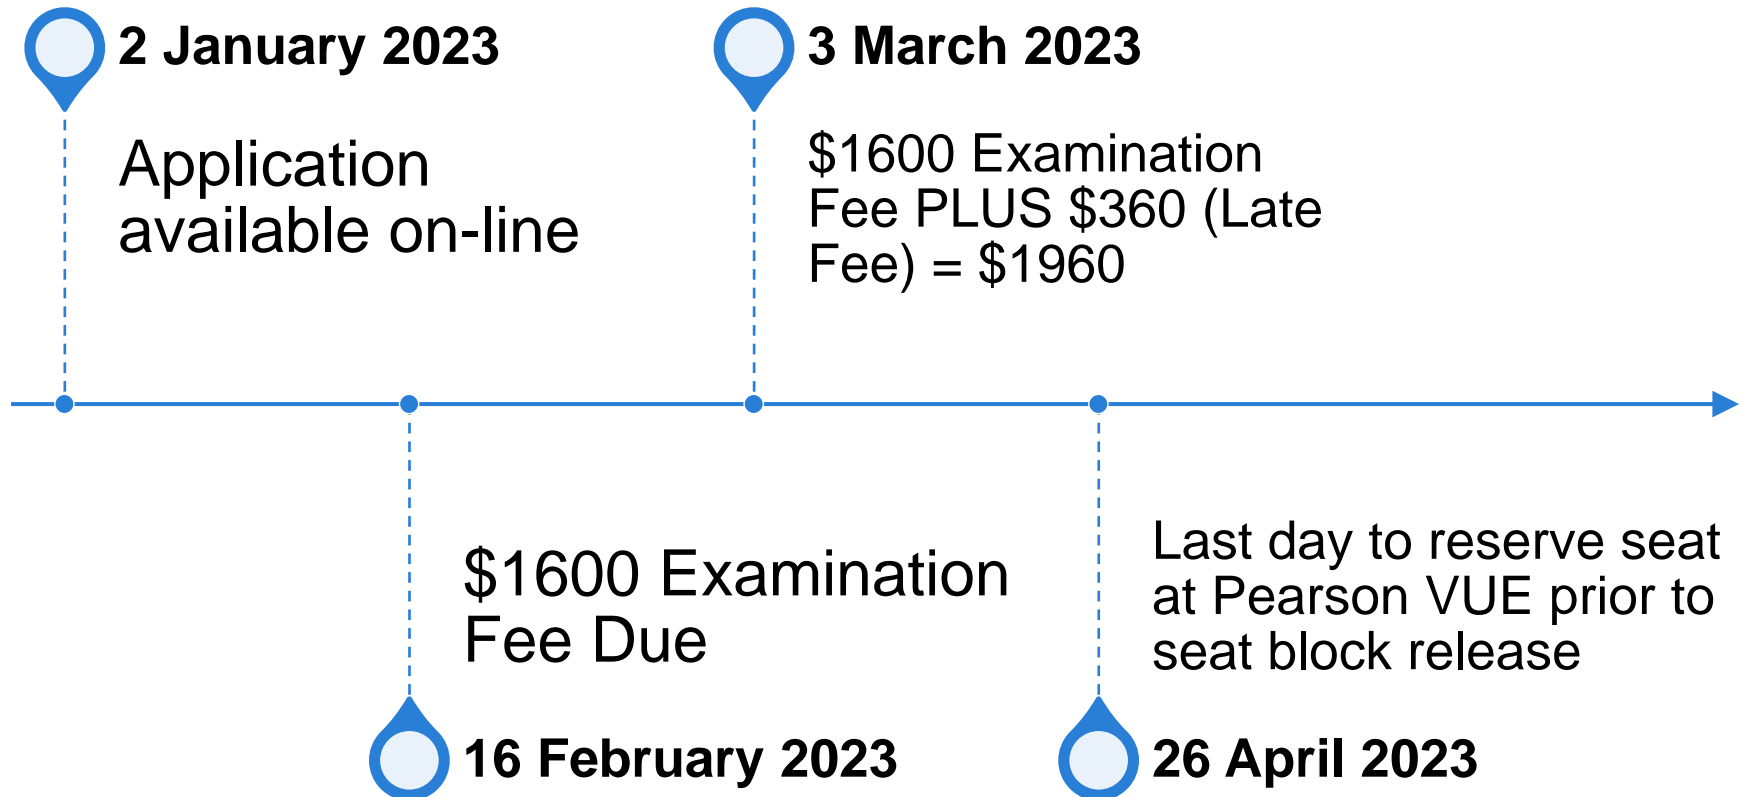 2 January 2023
Application
available on-line
3 March 2023
$1600 Examination
Fee PLUS $360 (Late
Fee) = $1960
$1600 Examination
Fee Due
16 February 2023
Last day to reserve seat
at Pearson VUE prior to
seat block release
26 April 2023